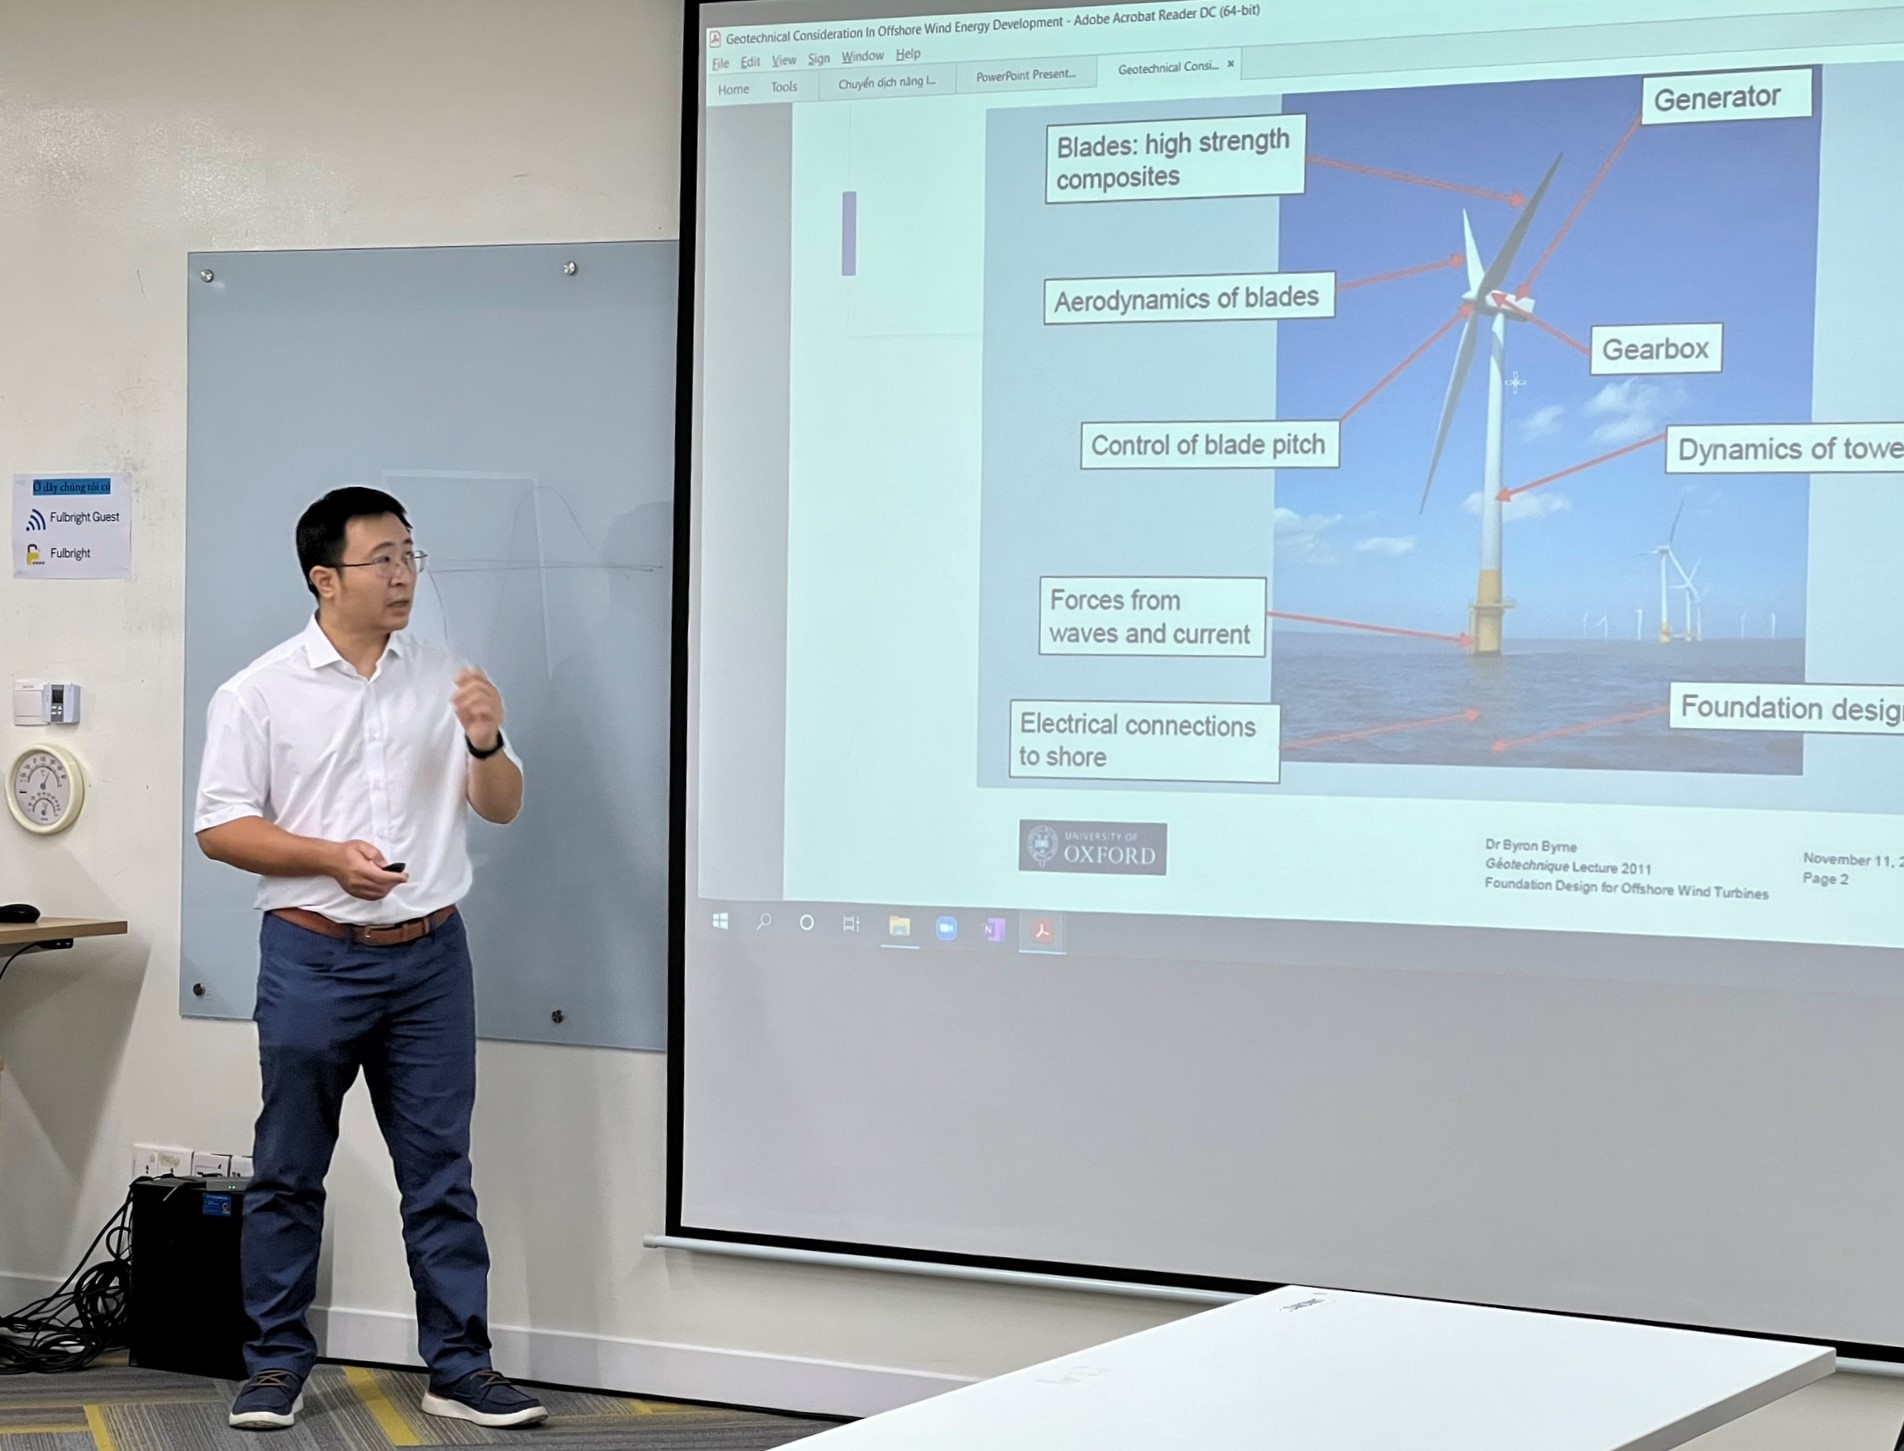 Geotechnical Consideration In Offshore Wind Energy Development - Adobe Acrobat Reader DC (64-bit)
File Edit View Sign Window Help
Home Tools Chuyển dịch năng l... PowerPoint Present... Geotechnical Consi... ×
Generator
Blades: high strength
composites
Aerodynamics of blades
Gearbox
Control of blade pitch
Dynamics of towe
Forces from
waves and current
Foundation desig
Electrical connections
to shore
UNIVERSITY OF
OXFORD
Dr Byron Byrne
Géotechnique Lecture 2011
Foundation Design for Offshore Wind Turbines
November 11, 2
Page 2
Ở đây chúng tôi có
Fulbright Guest
Fulbright